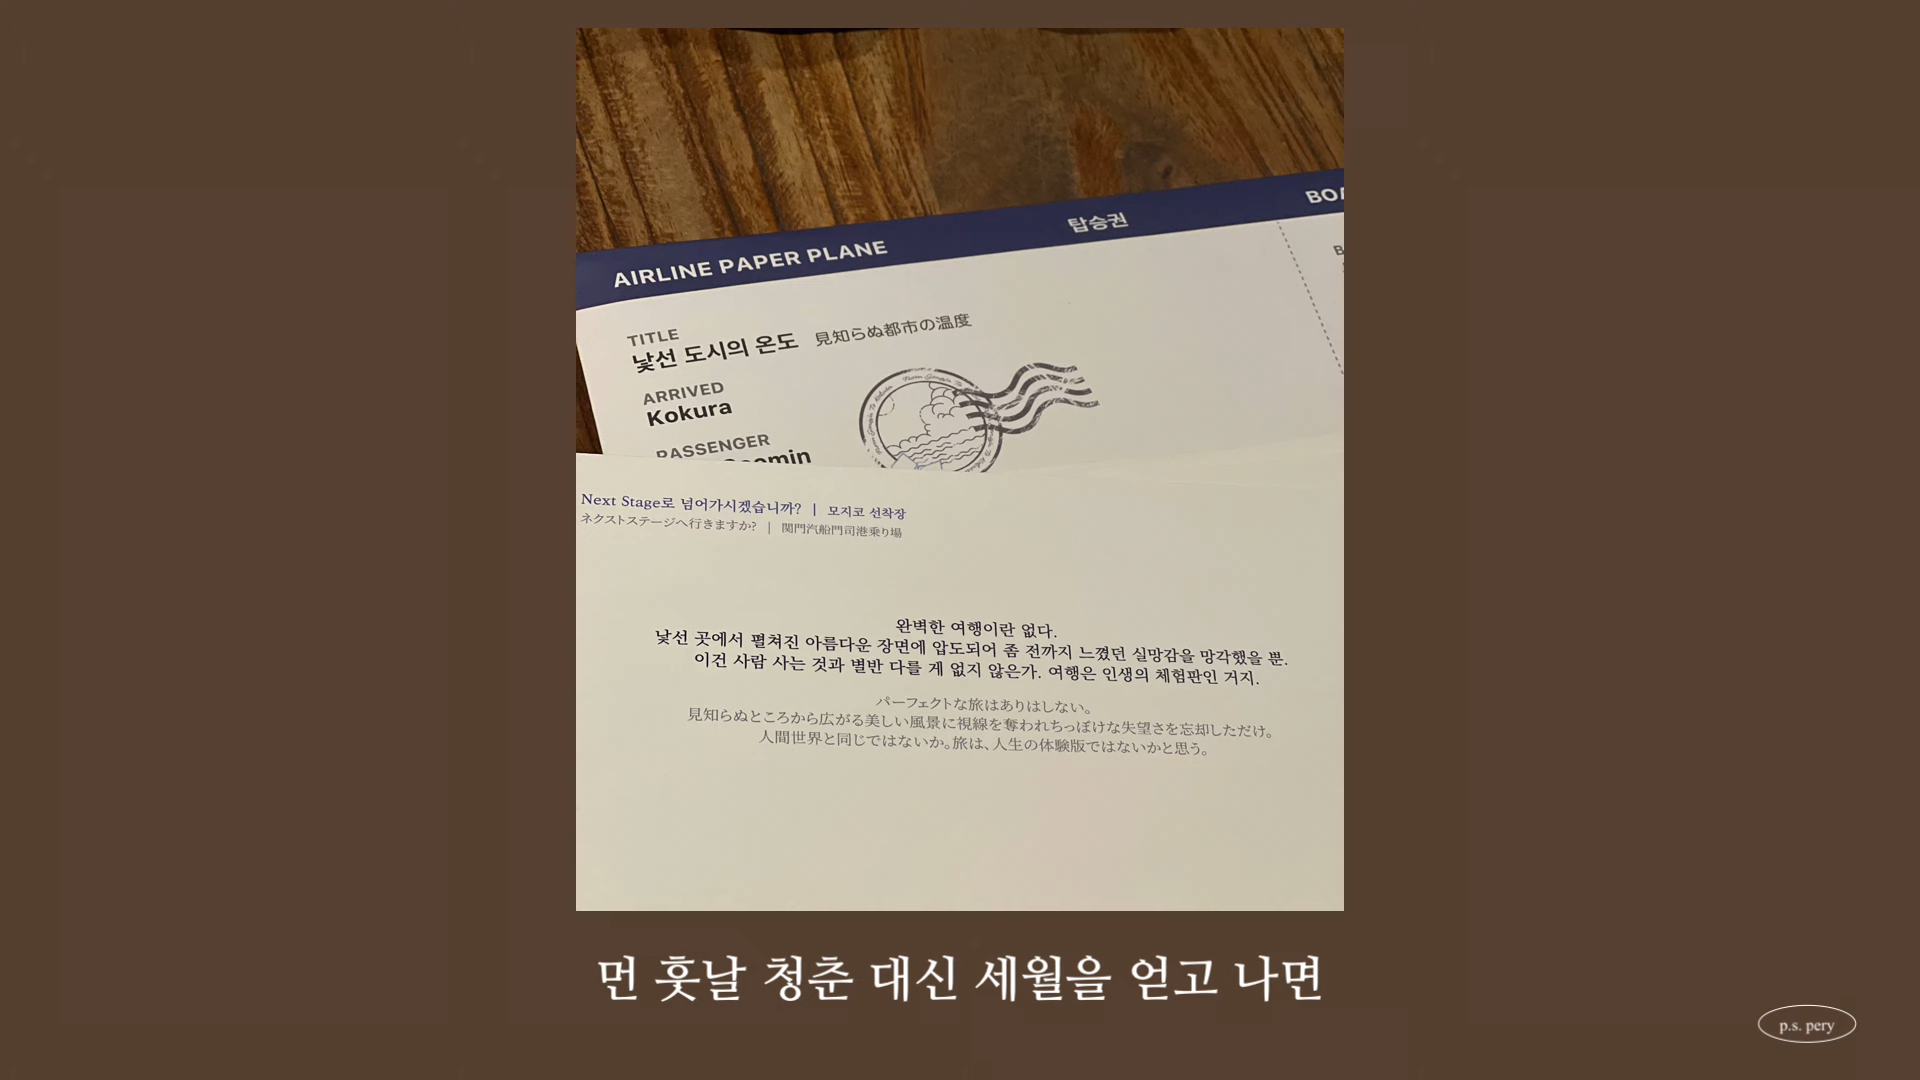 AIRLINE PAPER PLANE 탑승권
TITLE
낯선 도시의 온도 見知らぬ都市の温度
ARRIVED
Kokura
PASSENGER
Next Stage로 넘어가시겠습니까? | 모지코 선착장
ネクストステージへ行きますか? | 関門汽船門司港乗り場
완벽한 여행이란 없다.
낯선 곳에서 펼쳐진 아름다운 장면에 압도되어 좀 전까지 느꼈던 실망감을 망각했을 뿐.
이건 사람 사는 것과 별반 다를 게 없지 않은가. 여행은 인생의 체험판인 거지.
パーフェクトな旅はありはしない。
見知らぬところから広がる美しい風景に視線を奪われちっぽけな失望さを忘却しただけ。
人間世界と同じではないか。旅は、人生の体験版ではないかと思う。
먼 훗날 청춘 대신 세월을 얻고 나면
p.s. pery